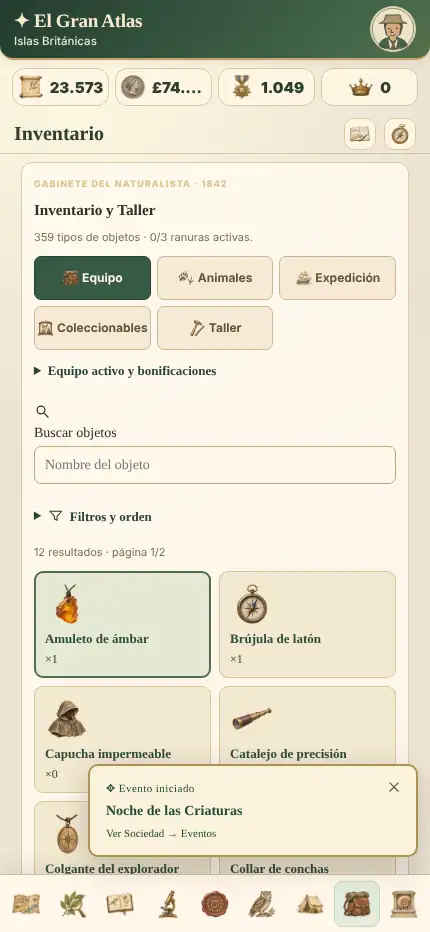 ✦ El Gran Atlas
Islas Británicas
23.573
£74....
1.049
0
Inventario
GABINETE DEL NATURALISTA · 1842
Inventario y Taller
359 tipos de objetos · 0/3 ranuras activas.
Equipo
Animales
Expedición
Coleccionables
Taller
Equipo activo y bonificaciones
Buscar objetos
Nombre del objeto
Filtros y orden
12 resultados · página 1/2
Amuleto de ámbar
×1
Brújula de latón
×1
Capucha impermeable
×0
Catalejo de precisión
✥ Evento iniciado
Noche de las Criaturas
Ver Sociedad → Eventos
Colgante del explorador
Collar de conchas